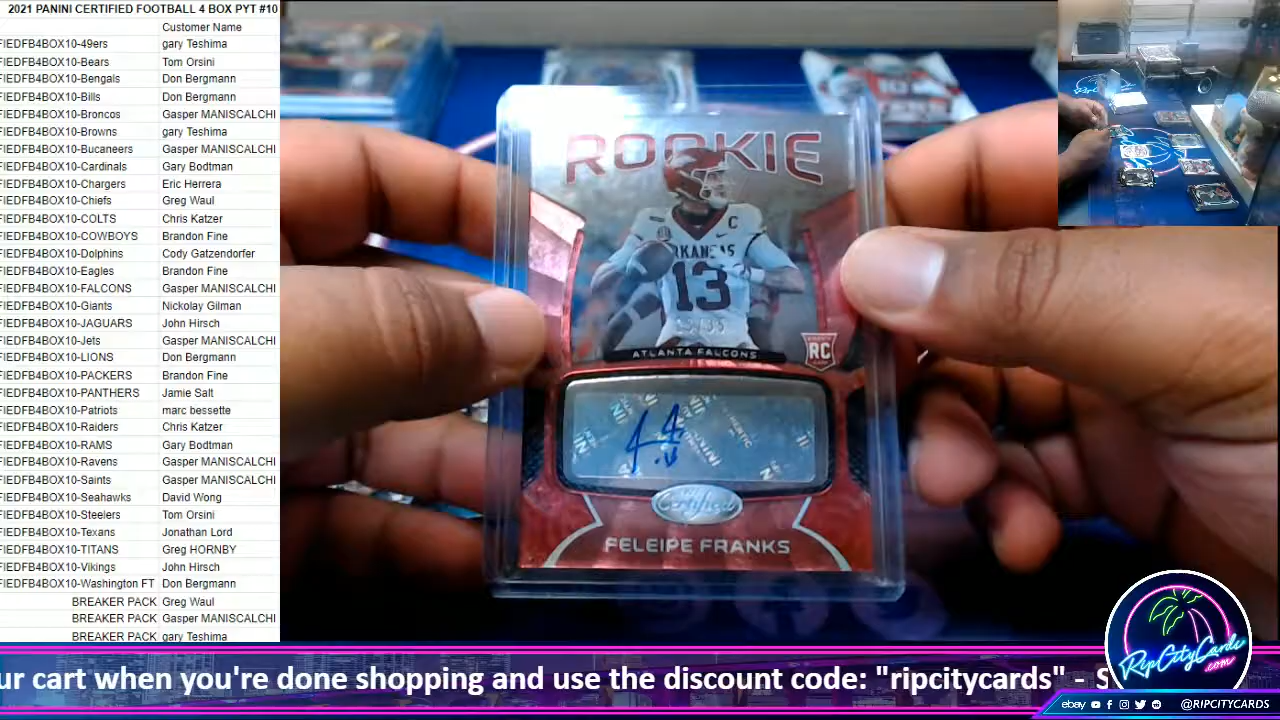 2021 PANINI CERTIFIED FOOTBALL 4 BOX PYT #10
Customer Name
FIEDFB4BOX10-49ers gary Teshima
FIEDFB4BOX10-Bears Tom Orsini
FIEDFB4BOX10-Bengals Don Bergmann
FIEDFB4BOX10-Bills Don Bergmann
FIEDFB4BOX10-Broncos Gasper MANISCALCHI
FIEDFB4BOX10-Browns gary Teshima
FIEDFB4BOX10-Bucaneers Gasper MANISCALCHI
FIEDFB4BOX10-Cardinals Gary Bodtman
FIEDFB4BOX10-Chargers Eric Herrera
FIEDFB4BOX10-Chiefs Greg Waul
FIEDFB4BOX10-COLTS Chris Katzer
FIEDFB4BOX10-COWBOYS Brandon Fine
FIEDFB4BOX10-Dolphins Cody Gatzendorfer
FIEDFB4BOX10-Eagles Brandon Fine
FIEDFB4BOX10-FALCONS Gasper MANISCALCHI
FIEDFB4BOX10-Giants Nickolay Gilman
FIEDFB4BOX10-JAGUARS John Hirsch
FIEDFB4BOX10-Jets Gasper MANISCALCHI
FIEDFB4BOX10-LIONS Don Bergmann
FIEDFB4BOX10-PACKERS Brandon Fine
FIEDFB4BOX10-PANTHERS Jamie Salt
FIEDFB4BOX10-Patriots marc bessette
FIEDFB4BOX10-Raiders Chris Katzer
FIEDFB4BOX10-RAMS Gary Bodtman
FIEDFB4BOX10-Ravens Gasper MANISCALCHI
FIEDFB4BOX10-Saints Gasper MANISCALCHI
FIEDFB4BOX10-Seahawks David Wong
FIEDFB4BOX10-Steelers Tom Orsini
FIEDFB4BOX10-Texans Jonathan Lord
FIEDFB4BOX10-TITANS Greg HORNBY
FIEDFB4BOX10-Vikings John Hirsch
FIEDFB4BOX10-Washington FT Don Bergmann
BREAKER PACK Greg Waul
BREAKER PACK Gasper MANISCALCHI
BREAKER PACK gary Teshima
ROOKIE
C
ARKANSAS
13
ATLANTA FALCONS
RC
Certified
FELEIPE FRANKS
ur cart when you're done shopping and use the discount code: "ripcitycards" - S
RipCityCards
.com
ebay @RIPCITYCARDS